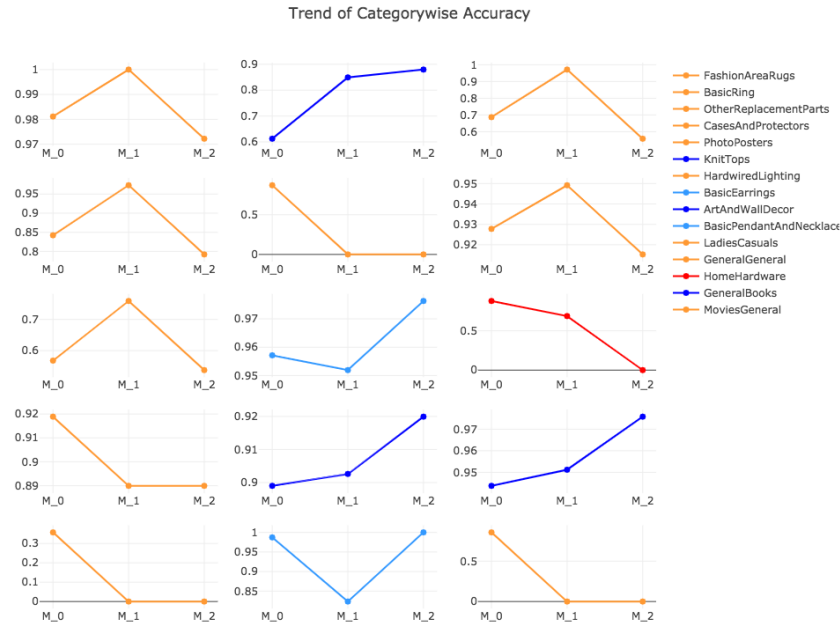 Trend of Categorywise Accuracy
1
0.99
0.98
0.97
M_0 M_1 M_2
0.9
0.8
0.7
0.6
M_0 M_1 M_2
1
0.9
0.8
0.7
0.6
M_0 M_1 M_2
0.95
0.9
0.85
0.8
M_0 M_1 M_2
0.5
0
M_0 M_1 M_2
0.95
0.94
0.93
0.92
M_0 M_1 M_2
0.7
0.6
M_0 M_1 M_2
0.97
0.96
0.95
M_0 M_1 M_2
0.5
0
M_0 M_1 M_2
0.92
0.91
0.9
0.89
M_0 M_1 M_2
0.92
0.91
0.9
M_0 M_1 M_2
0.97
0.96
0.95
M_0 M_1 M_2
0.3
0.2
0.1
0
M_0 M_1 M_2
1
0.95
0.9
0.85
M_0 M_1 M_2
0.5
0
M_0 M_1 M_2
FashionAreaRugs
BasicRing
OtherReplacementParts
CasesAndProtectors
PhotoPosters
KnitTops
HardwiredLighting
BasicEarrings
ArtAndWallDecor
BasicPendantAndNecklace
LadiesCasuals
GeneralGeneral
HomeHardware
GeneralBooks
MoviesGeneral